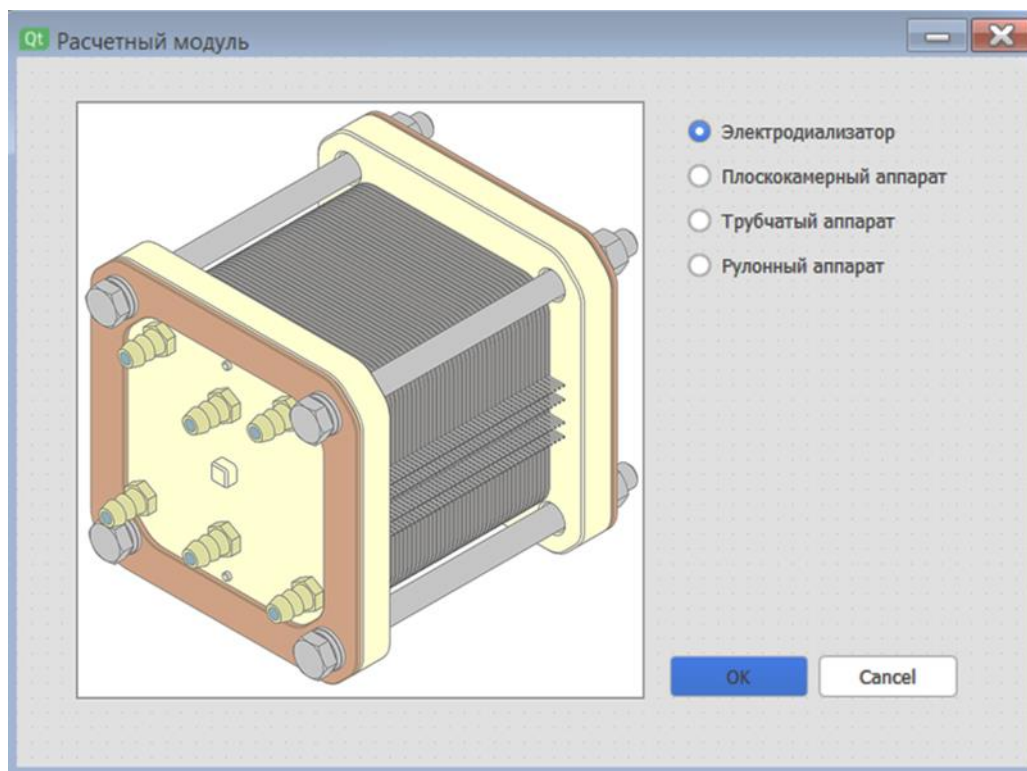 Qt Расчетный модуль
Электродиализатор
Плоскокамерный аппарат
Трубчатый аппарат
Рулонный аппарат
OK Cancel